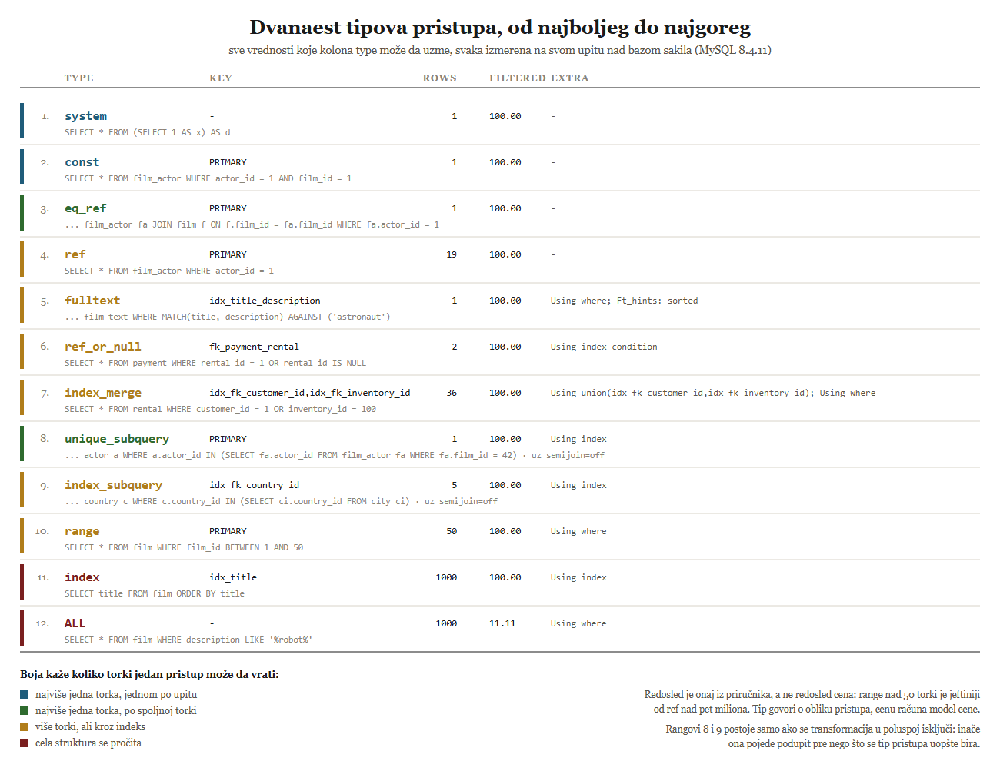 Dvanaest tipova pristupa, od najboljeg do najgoreg
sve vrednosti koje kolona type može da uzme, svaka izmerena na svom upitu nad bazom sakila (MySQL 8.4.11)
TYPE KEY ROWS FILTERED EXTRA
1. system - 1 100.00 -
SELECT * FROM (SELECT 1 AS x) AS d
2. const PRIMARY 1 100.00 -
SELECT * FROM film_actor WHERE actor_id = 1 AND film_id = 1
3. eq_ref PRIMARY 1 100.00 -
... film_actor fa JOIN film f ON f.film_id = fa.film_id WHERE fa.actor_id = 1
4. ref PRIMARY 19 100.00 -
SELECT * FROM film_actor WHERE actor_id = 1
5. fulltext idx_title_description 1 100.00 Using where; Ft_hints: sorted
... film_text WHERE MATCH(title, description) AGAINST ('astronaut')
6. ref_or_null fk_payment_rental 2 100.00 Using index condition
SELECT * FROM payment WHERE rental_id = 1 OR rental_id IS NULL
7. index_merge idx_fk_customer_id,idx_fk_inventory_id 36 100.00 Using union(idx_fk_customer_id,idx_fk_inventory_id); Using where
SELECT * FROM rental WHERE customer_id = 1 OR inventory_id = 100
8. unique_subquery PRIMARY 1 100.00 Using index
... actor a WHERE a.actor_id IN (SELECT fa.actor_id FROM film_actor fa WHERE fa.film_id = 42) · uz semijoin=off
9. index_subquery idx_fk_country_id 5 100.00 Using index
... country c WHERE c.country_id IN (SELECT ci.country_id FROM city ci) · uz semijoin=off
10. range PRIMARY 50 100.00 Using where
SELECT * FROM film WHERE film_id BETWEEN 1 AND 50
11. index idx_title 1000 100.00 Using index
SELECT title FROM film ORDER BY title
12. ALL - 1000 11.11 Using where
SELECT * FROM film WHERE description LIKE '%robot%'
Boja kaže koliko torki jedan pristup može da vrati:
najviše jedna torka, jednom po upitu
najviše jedna torka, po spoljnoj torki
više torki, ali kroz indeks
cela struktura se pročita
Redosled je onaj iz priručnika, a ne redosled cena: range nad 50 torki je jeftiniji
od ref nad pet miliona. Tip govori o obliku pristupa, cenu računa model cene.
Rangovi 8 i 9 postoje samo ako se transformacija u poluspoj isključi: inače
ona pojede podupit pre nego što se tip pristupa uopšte bira.